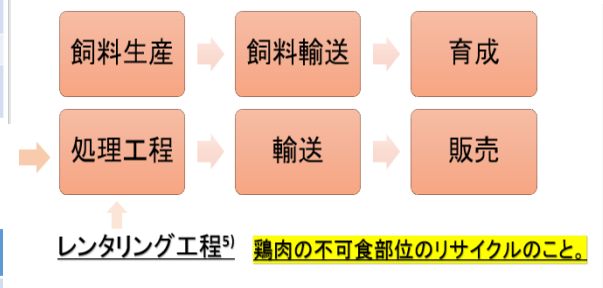 飼料生産
飼料輸送
育成
処理工程
輸送
販売
レンタリング工程5)
鶏肉の不可食部位のリサイクルのこと。